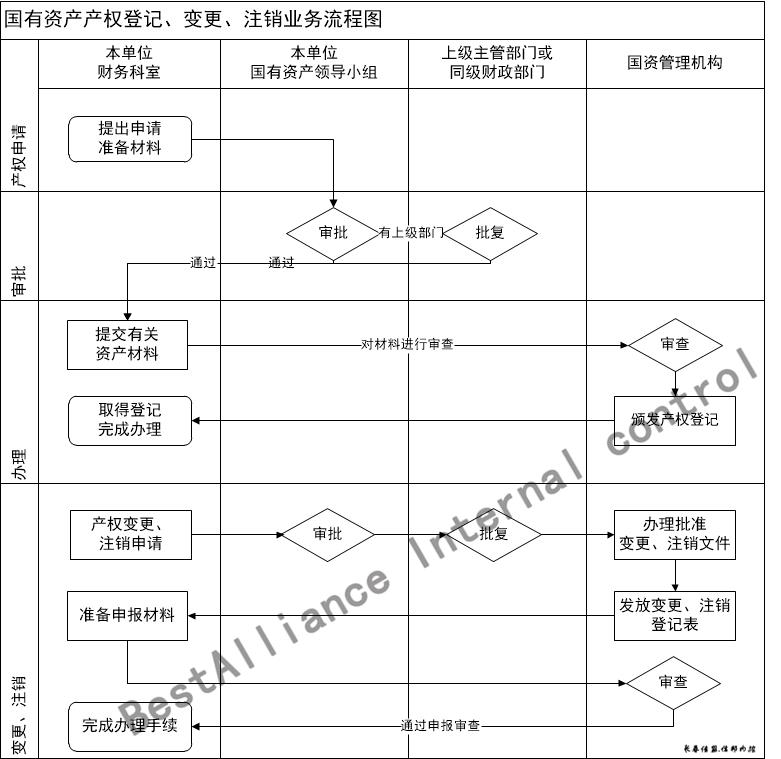 国有资产产权登记、变更、注销业务流程图
本单位
财务科室
本单位
国有资产领导小组
上级主管部门或
同级财政部门
国资管理机构
产权申请
提出申请
准备材料
审批
审批
有上级部门
批复
通过
通过
办理
提交有关
资产材料
对材料进行审查
审查
取得登记
完成办理
颁发产权登记
变更、注销
产权变更、
注销申请
审批
批复
办理批准
变更、注销文件
准备申报材料
发放变更、注销
登记表
审查
完成办理手续
通过申报审查
BestAlliance Internal control